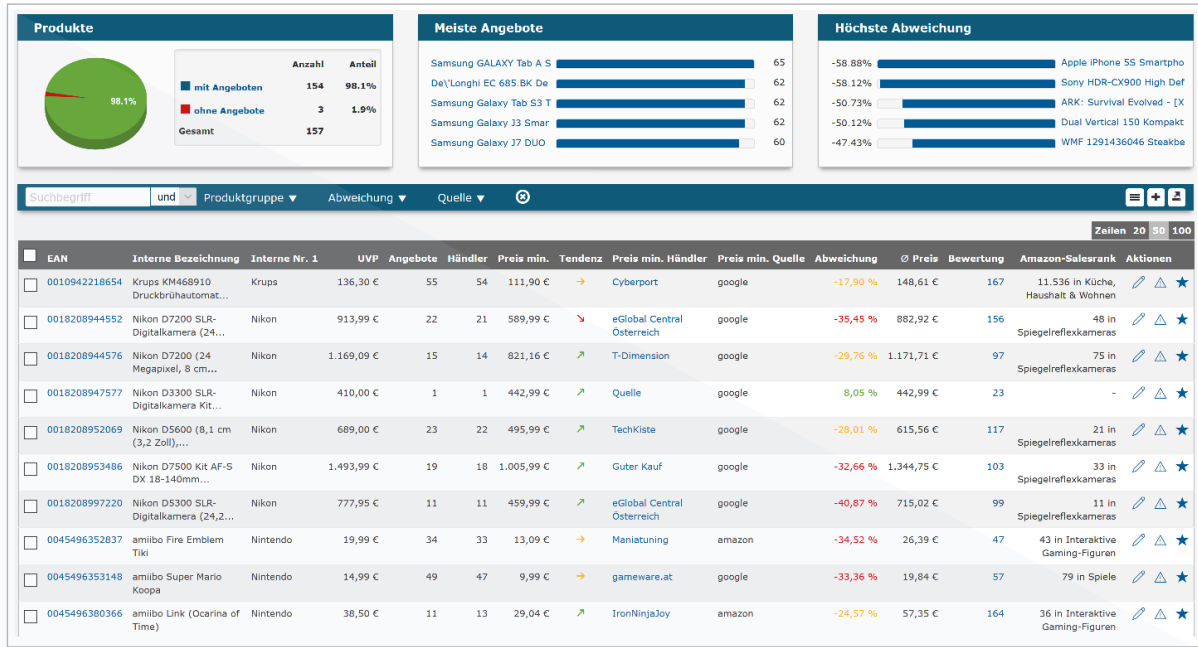 Produkte
Anzahl Anteil
mit Angeboten 154 98.1%
98.1%
ohne Angebote 3 1.9%
Gesamt 157
Meiste Angebote
Samsung GALAXY Tab A S 65
De\'Longhi EC 685.BK De 62
Samsung Galaxy Tab S3 T 62
Samsung Galaxy J3 Smar 62
Samsung Galaxy J7 DUO 60
Höchste Abweichung
-58.88% Apple iPhone 5S Smartpho
-58.12% Sony HDR-CX900 High Def
-50.73% ARK: Survival Evolved - [X
-50.12% Dual Vertical 150 Kompakt
-47.43% WMF 1291436046 Steakbe
Suchbegriff und Produktgruppe ▼ Abweichung ▼ Quelle ▼
Zeilen 20 50 100
EAN Interne Bezeichnung Interne Nr. 1 UVP Angebote Händler Preis min. Tendenz Preis min. Händler Preis min. Quelle Abweichung Ø Preis Bewertung Amazon-Salesrank Aktionen
0010942218654 Krups KM468910 Krups 136,30 € 55 54 111,90 € → Cyberport google -17,90 % 148,61 € 167 11.536 in Küche,
Druckbrühautomat... Haushalt & Wohnen
0018208944552 Nikon D7200 SLR- Nikon 913,99 € 22 21 589,99 € ↘ eGlobal Central google -35,45 % 882,92 € 156 48 in
Digitalkamera (24... Österreich Spiegelreflexkameras
0018208944576 Nikon D7200 (24 Nikon 1.169,09 € 15 14 821,16 € ↗ T-Dimension google -29,76 % 1.171,71 € 97 75 in
Megapixel, 8 cm... Spiegelreflexkameras
0018208947577 Nikon D3300 SLR- Nikon 410,00 € 1 1 442,99 € ↗ Quelle google 8,05 % 442,99 € 23 -
Digitalkamera Kit...
0018208952069 Nikon D5600 (8,1 cm Nikon 689,00 € 23 22 495,99 € ↗ TechKiste google -28,01 % 615,56 € 117 21 in
(3,2 Zoll),... Spiegelreflexkameras
0018208953486 Nikon D7500 Kit AF-S Nikon 1.493,99 € 19 18 1.005,99 € ↗ Guter Kauf google -32,66 % 1.344,75 € 103 33 in
DX 18-140mm... Spiegelreflexkameras
0018208997220 Nikon D5300 SLR- Nikon 777,95 € 11 11 459,99 € ↗ eGlobal Central google -40,87 % 715,02 € 99 11 in
Digitalkamera (24,2... Österreich Spiegelreflexkameras
0045496352837 amiibo Fire Emblem Nintendo 19,99 € 34 33 13,09 € → Maniatuning amazon -34,52 % 26,39 € 47 43 in Interaktive
Tiki Gaming-Figuren
0045496353148 amiibo Super Mario Nintendo 14,99 € 49 47 9,99 € → gameware.at google -33,36 % 19,84 € 57 79 in Spiele
Koopa
0045496380366 amiibo Link (Ocarina of Nintendo 38,50 € 11 13 29,04 € ↗ IronNinjaJoy amazon -24,57 % 57,35 € 164 36 in Interaktive
Time) Gaming-Figuren